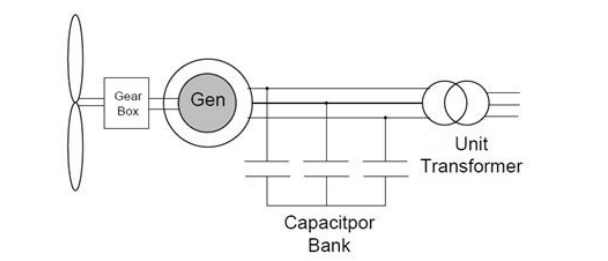 Gear
Box
Gen
Unit
Transformer
Capacitpor
Bank